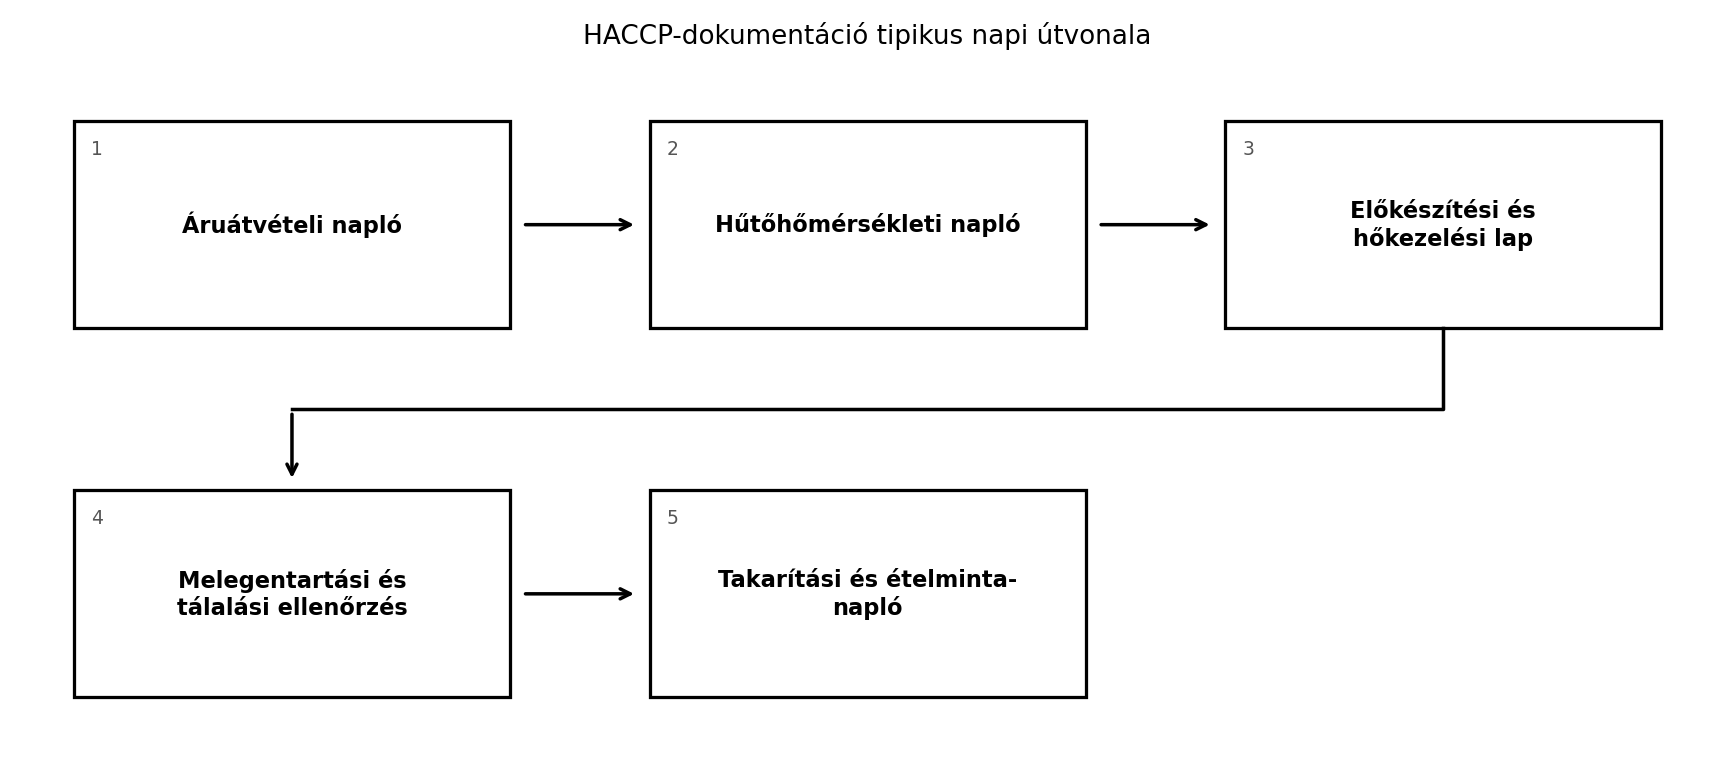 HACCP-dokumentáció tipikus napi útvonala
1
Áruátvételi napló
2
Hűtőhőmérsékleti napló
3
Előkészítési és
hőkezelési lap
4
Melegentartási és
tálalási ellenőrzés
5
Takarítási és ételminta-
napló